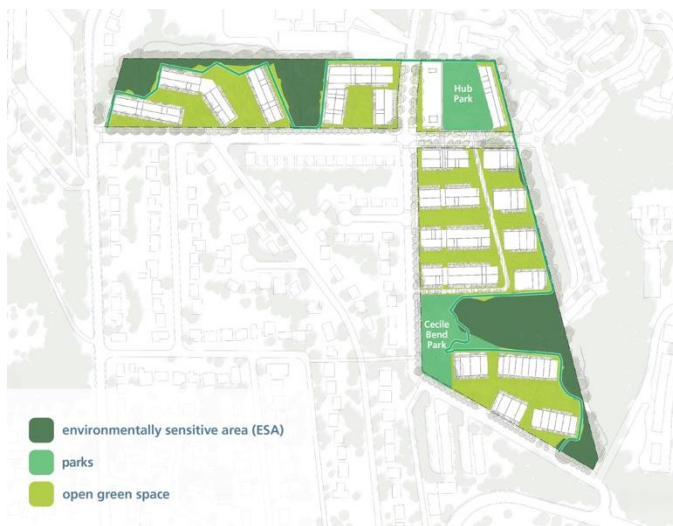 Hub
Park
Cecile
Bend
Park
environmentally sensitive area (ESA)
parks
open green space